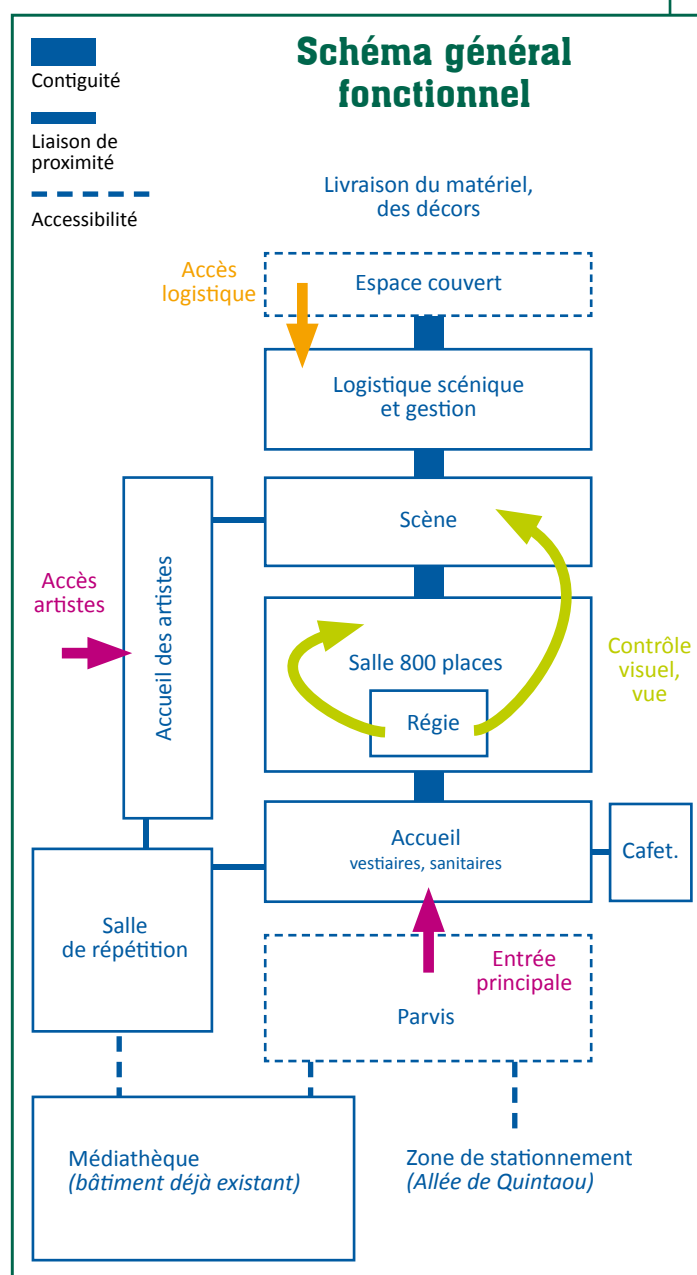 Schéma général
fonctionnel
Contiguïté
Liaison de
proximité
Accessibilité
Livraison du matériel,
des décors
Accès
logistique
Espace couvert
Logistique scénique
et gestion
Scène
Accès
artistes
Accueil des artistes
Salle 800 places
Régie
Contrôle
visuel,
vue
Accueil
vestiaires, sanitaires
Cafet.
Salle
de répétition
Entrée
principale
Parvis
Médiathèque
(bâtiment déjà existant)
Zone de stationnement
(Allée de Quintaou)